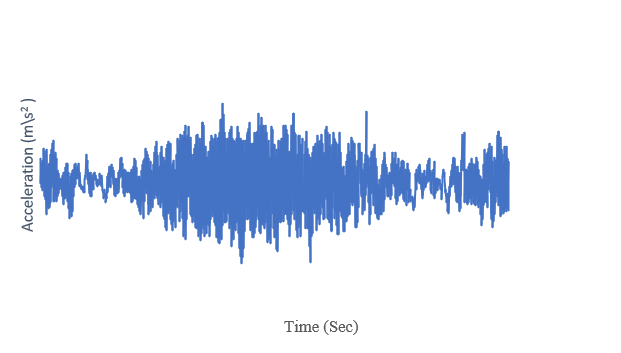 Acceleration (m\s² )
Time (Sec)